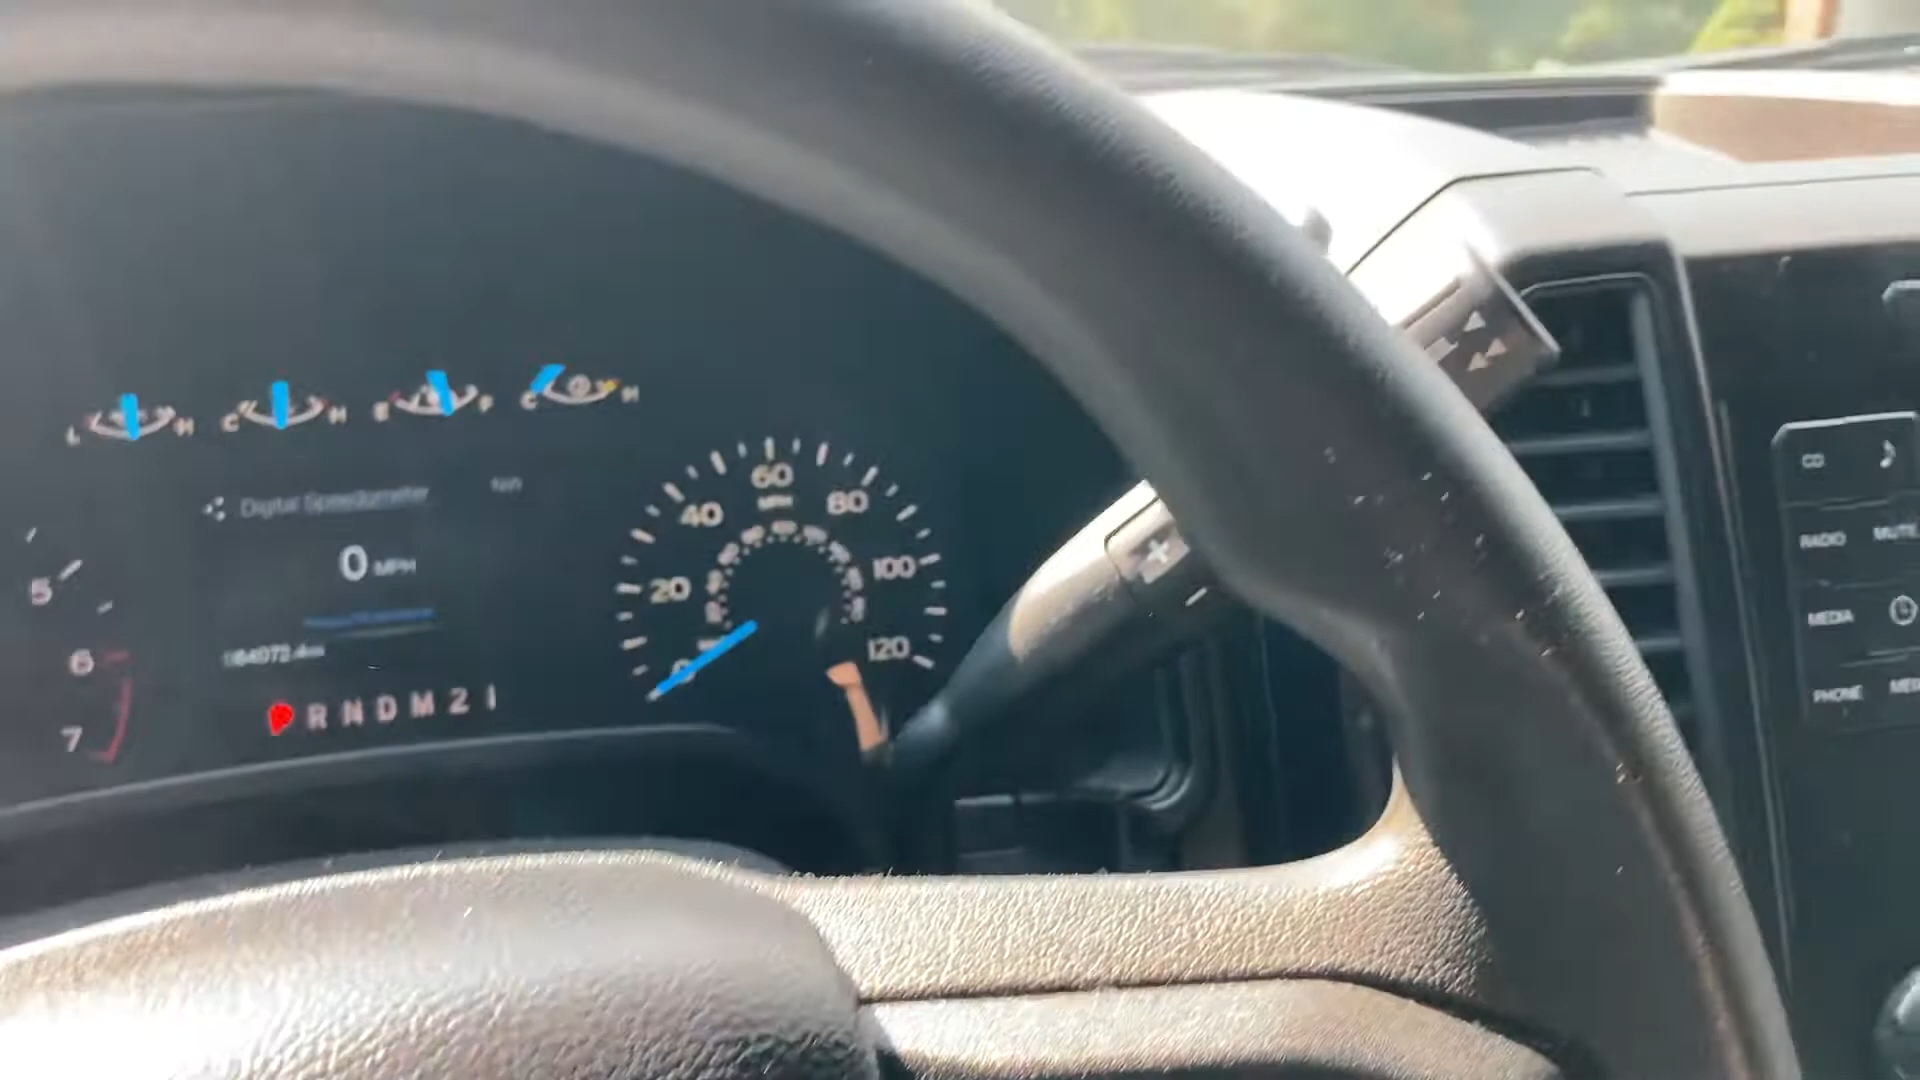 L H C H E F C H
Digital Speedometer
0 MPH
R N D M 2 1
5
6
7
0
20
40
60
MPH
80
100
120
CD
RADIO MUTE
MEDIA
PHONE